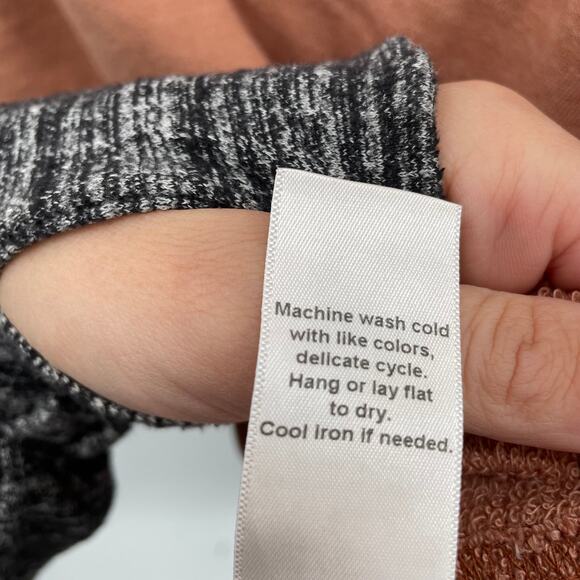 Machine wash cold
with like colors,
delicate cycle.
Hang or lay flat
to dry.
Cool iron if needed.